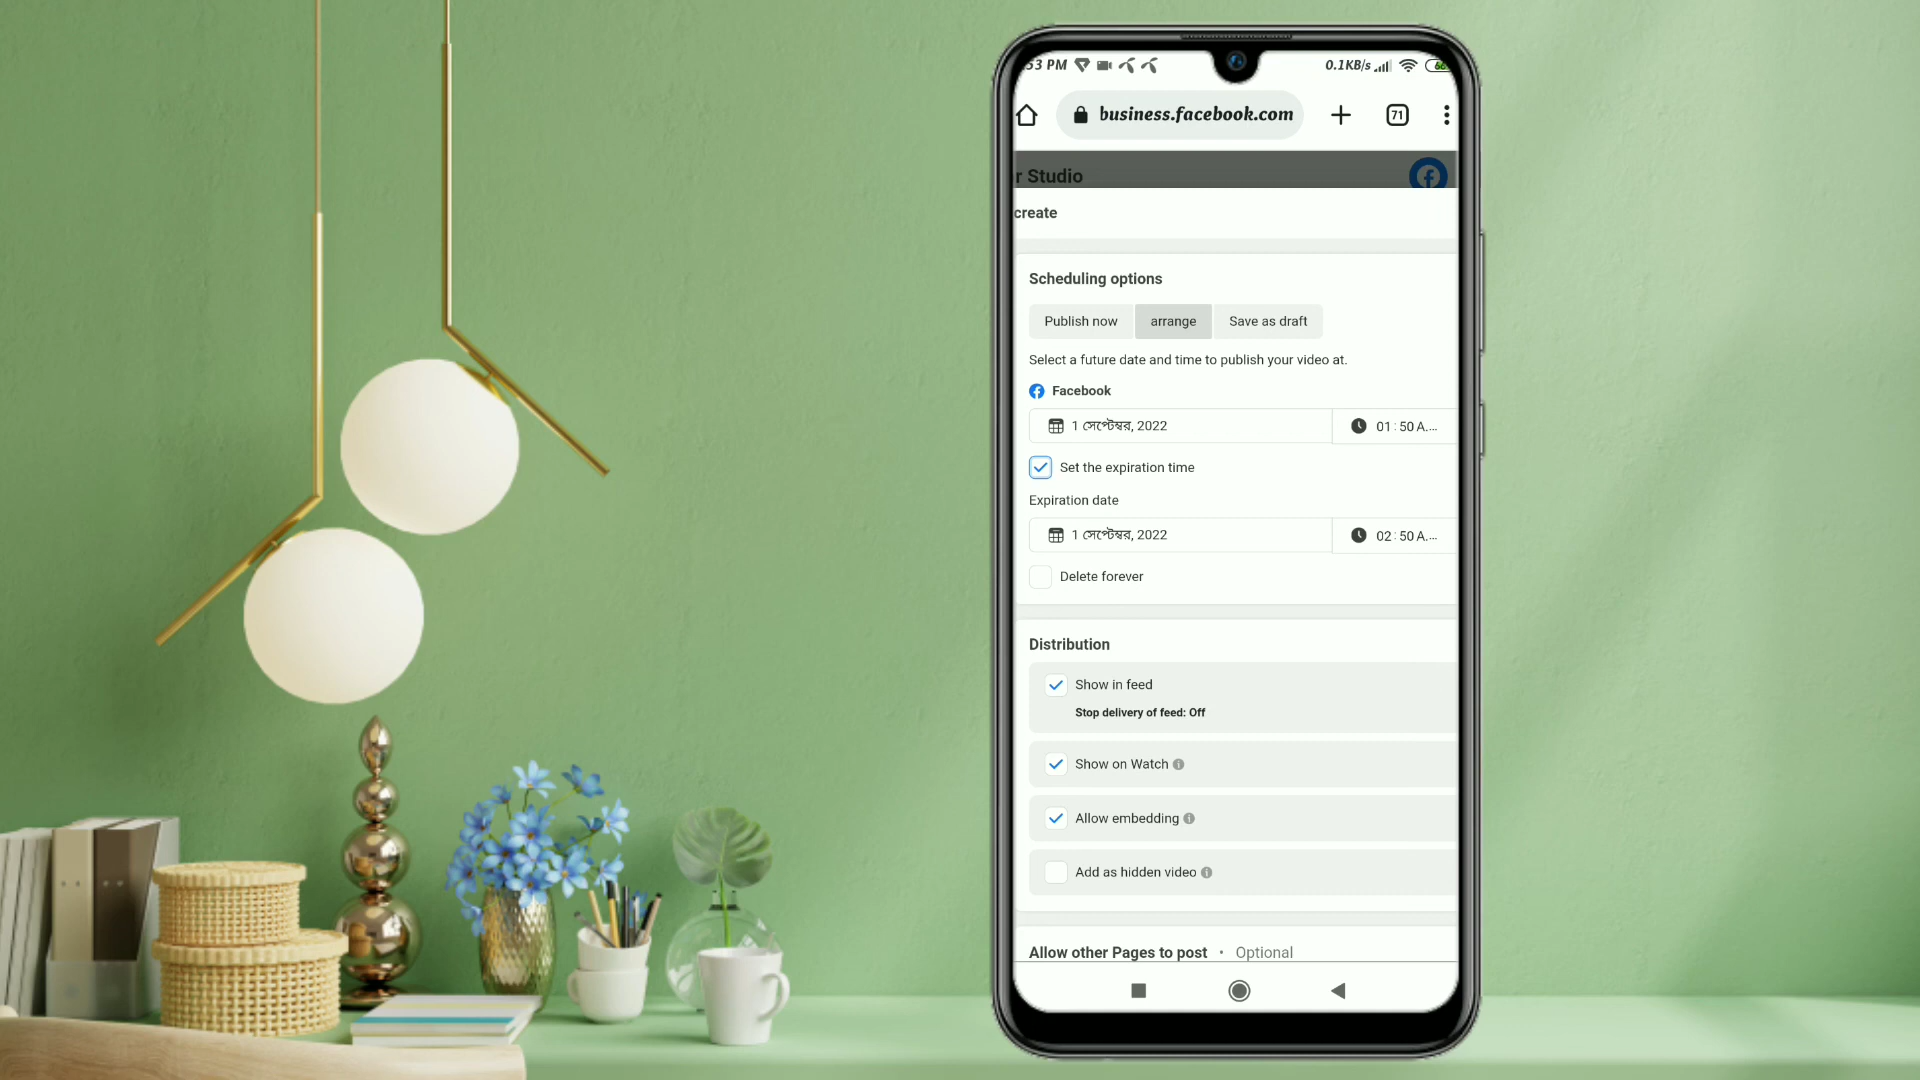 53 PM 0.1KB/s
business.facebook.com 71
r Studio
create
Scheduling options
Publish now arrange Save as draft
Select a future date and time to publish your video at.
Facebook
1 সেপ্টেম্বর, 2022 01:50 A...
Set the expiration time
Expiration date
1 সেপ্টেম্বর, 2022 02:50 A...
Delete forever
Distribution
Show in feed
Stop delivery of feed: Off
Show on Watch
Allow embedding
Add as hidden video
Allow other Pages to post • Optional